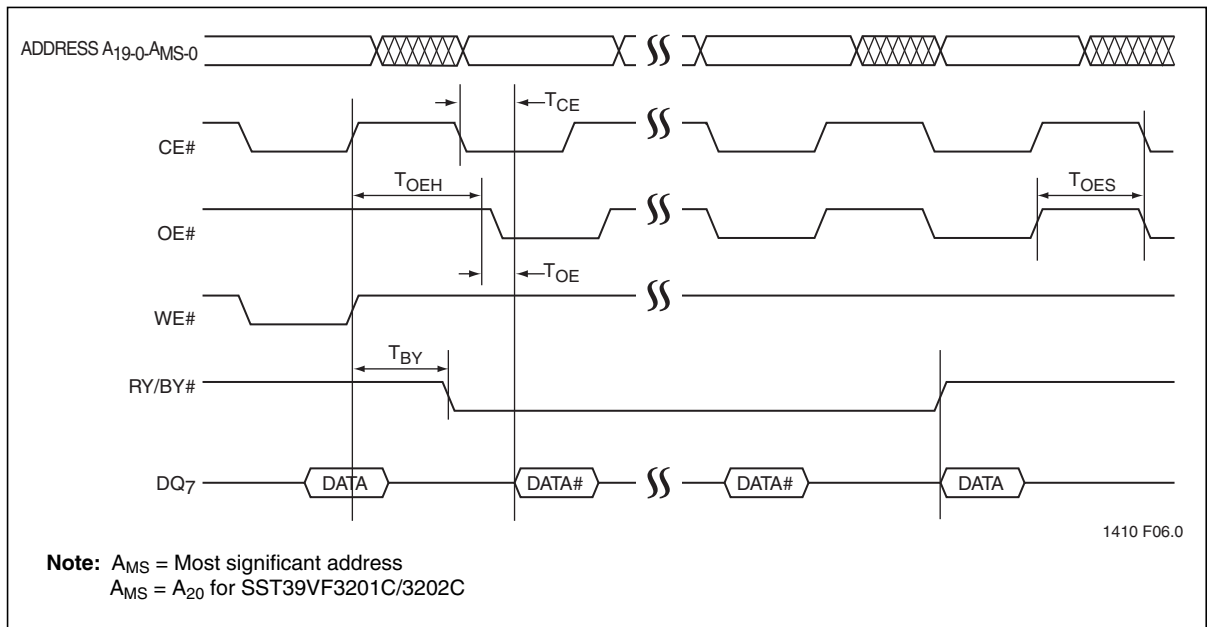 ADDRESS A19-0-AMS-0
TCE
CE#
TOEH
TOES
OE#
TOE
WE#
TBY
RY/BY#
DQ7
DATA
DATA#
DATA#
DATA
1410 F06.0
Note: AMS = Most significant address
AMS = A20 for SST39VF3201C/3202C